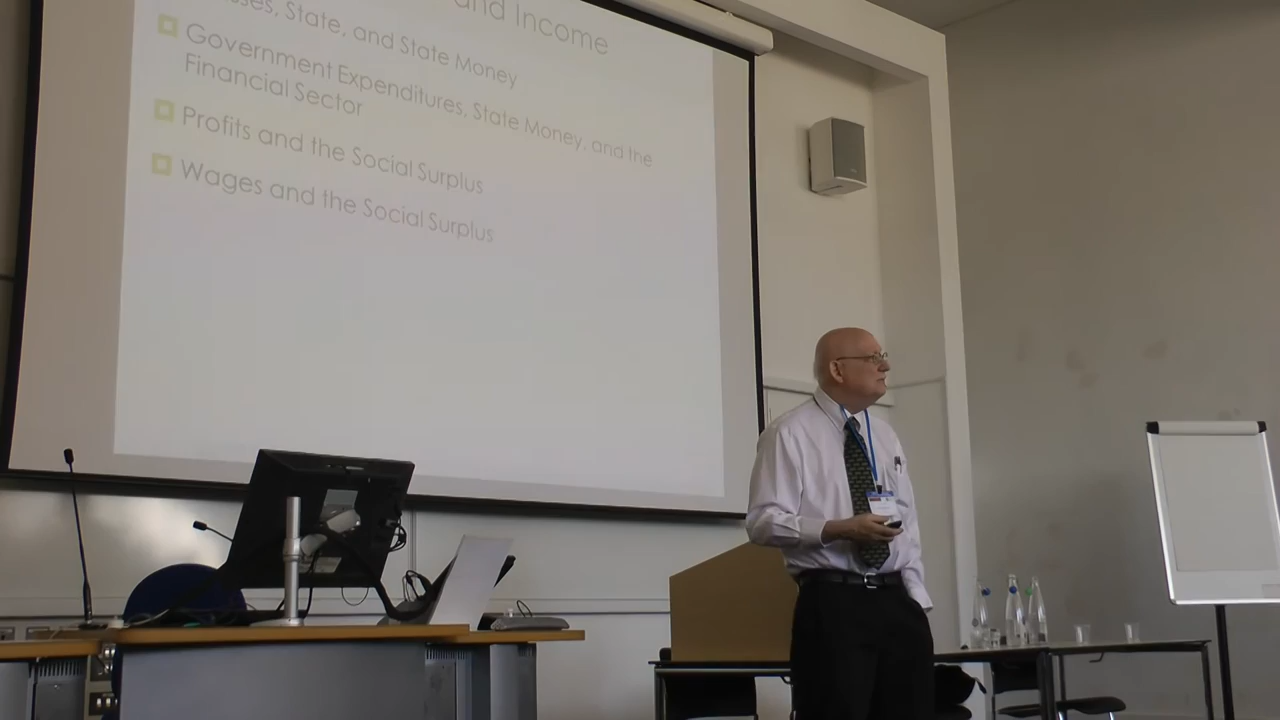 and Income
State, and State Money
Government Expenditures, State Money, and the
Financial Sector
Profits and the Social Surplus
Wages and the Social Surplus